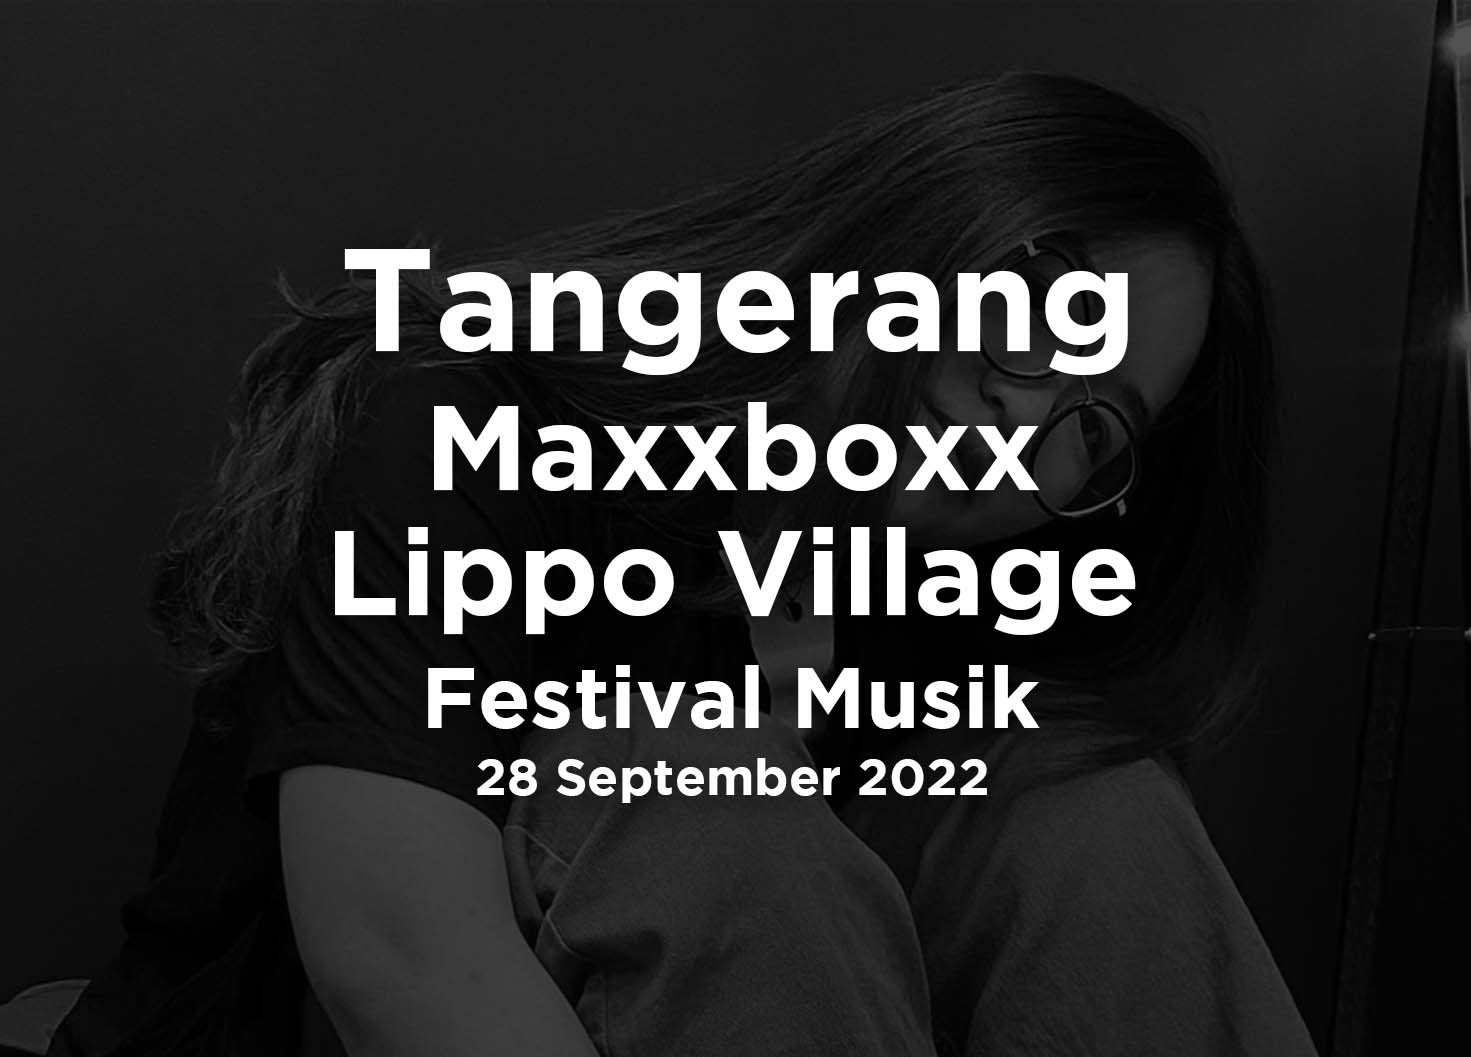 Tangerang
Maxxboxx
Lippo Village
Festival Musik
28 September 2022